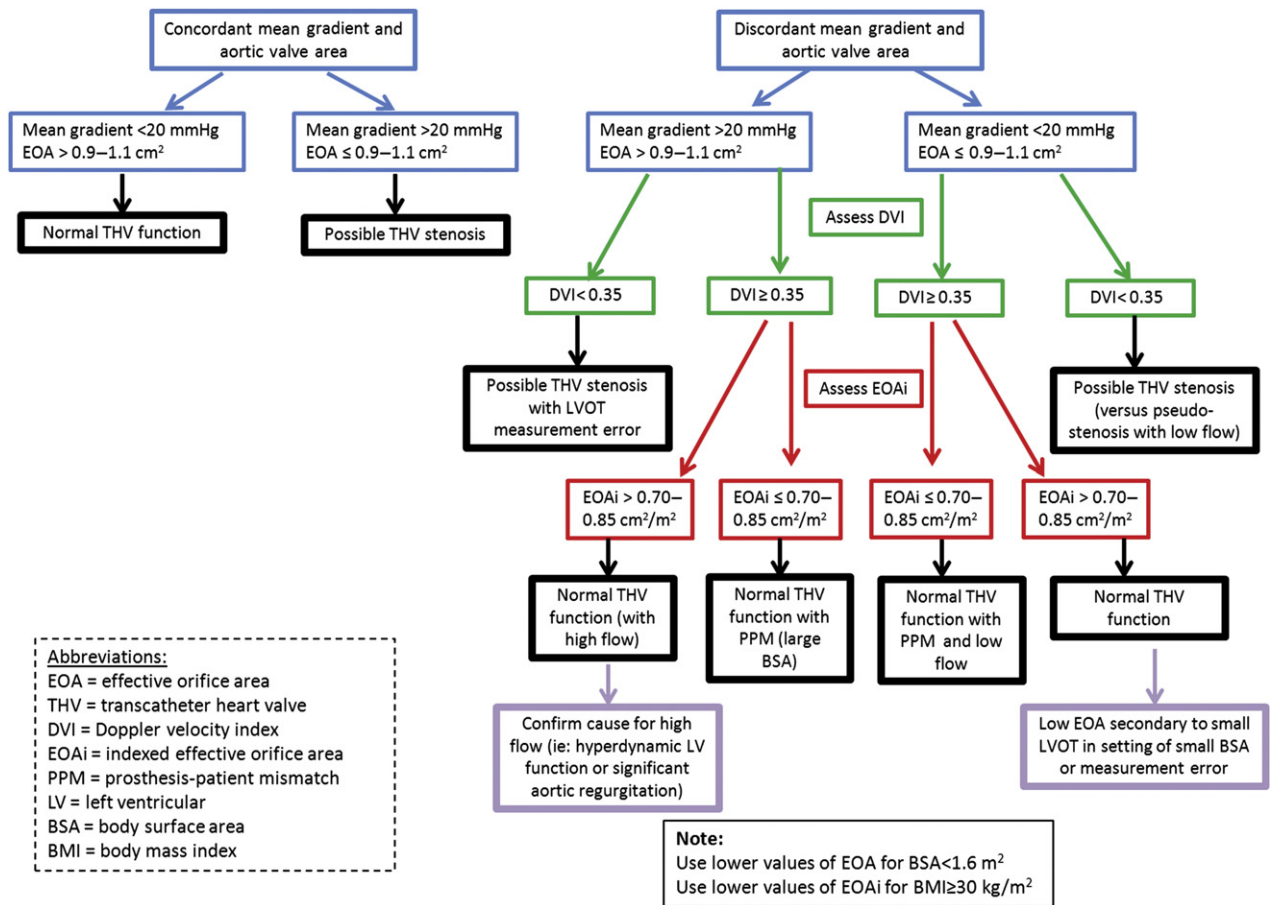 Concordant mean gradient and
aortic valve area
Discordant mean gradient and
aortic valve area
Mean gradient <20 mmHg
EOA > 0.9–1.1 cm²
Mean gradient >20 mmHg
EOA ≤ 0.9–1.1 cm²
Mean gradient >20 mmHg
EOA > 0.9–1.1 cm²
Mean gradient <20 mmHg
EOA ≤ 0.9–1.1 cm²
Normal THV function
Possible THV stenosis
Assess DVI
DVI< 0.35
DVI ≥ 0.35
DVI ≥ 0.35
DVI< 0.35
Possible THV stenosis
with LVOT
measurement error
Assess EOAi
Possible THV stenosis
(versus pseudo-
stenosis with low flow)
EOAi > 0.70–
0.85 cm²/m²
EOAi ≤ 0.70–
0.85 cm²/m²
EOAi ≤ 0.70–
0.85 cm²/m²
EOAi > 0.70–
0.85 cm²/m²
Normal THV
function (with
high flow)
Normal THV
function with
PPM (large
BSA)
Normal THV
function with
PPM and low
flow
Normal THV
function
Confirm cause for high
flow (ie: hyperdynamic LV
function or significant
aortic regurgitation)
Low EOA secondary to small
LVOT in setting of small BSA
or measurement error
Abbreviations:
EOA = effective orifice area
THV = transcatheter heart valve
DVI = Doppler velocity index
EOAi = indexed effective orifice area
PPM = prosthesis-patient mismatch
LV = left ventricular
BSA = body surface area
BMI = body mass index
Note:
Use lower values of EOA for BSA<1.6 m²
Use lower values of EOAi for BMI≥30 kg/m²